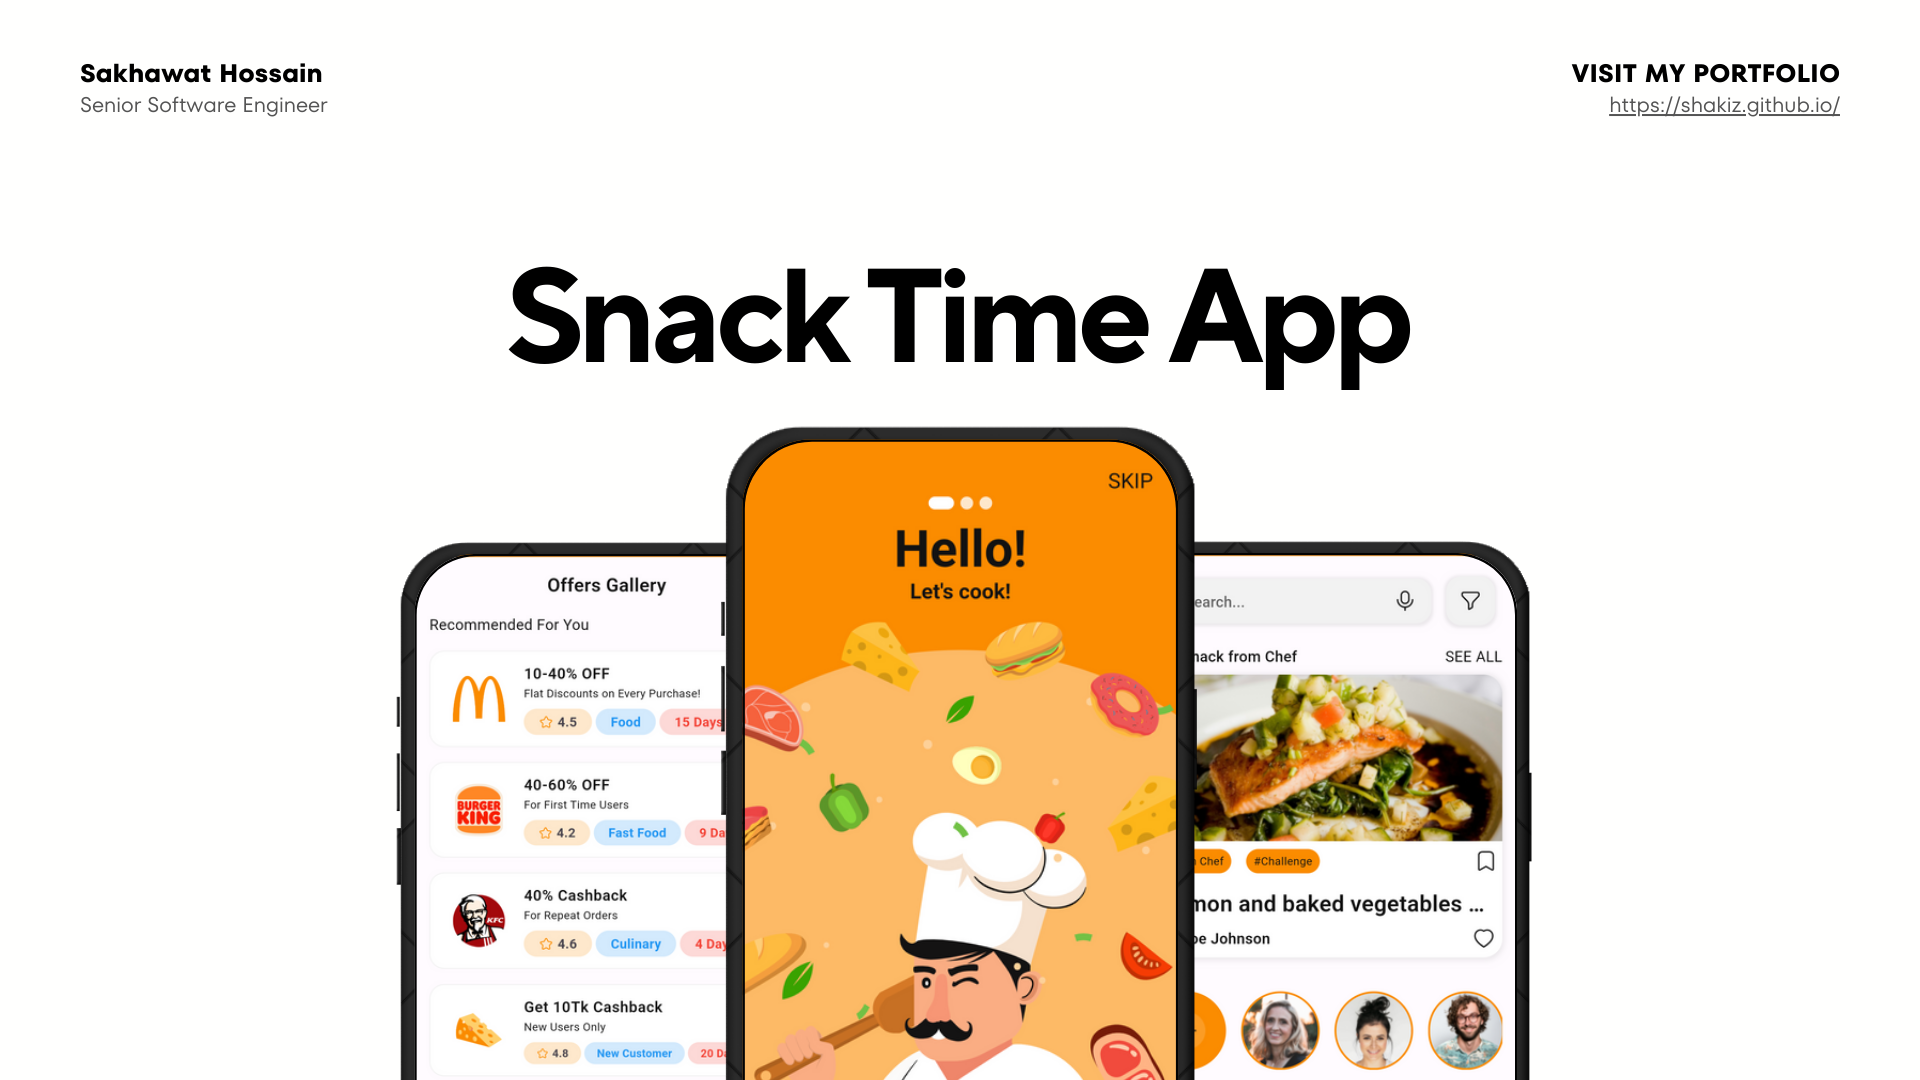 Sakhawat Hossain
Senior Software Engineer
VISIT MY PORTFOLIO
https://shakiz.github.io/
Snack Time App
Offers Gallery
Recommended For You
10-40% OFF
Flat Discounts on Every Purchase!
4.5 Food 15 Days
BURGER
KING
40-60% OFF
For First Time Users
4.2 Fast Food 9 Da
KFC
40% Cashback
For Repeat Orders
4.6 Culinary 4 Day
Get 10Tk Cashback
New Users Only
4.8 New Customer 20 D
SKIP
Hello!
Let's cook!
earch...
nack from Chef SEE ALL
Chef #Challenge
mon and baked vegetables ...
oe Johnson